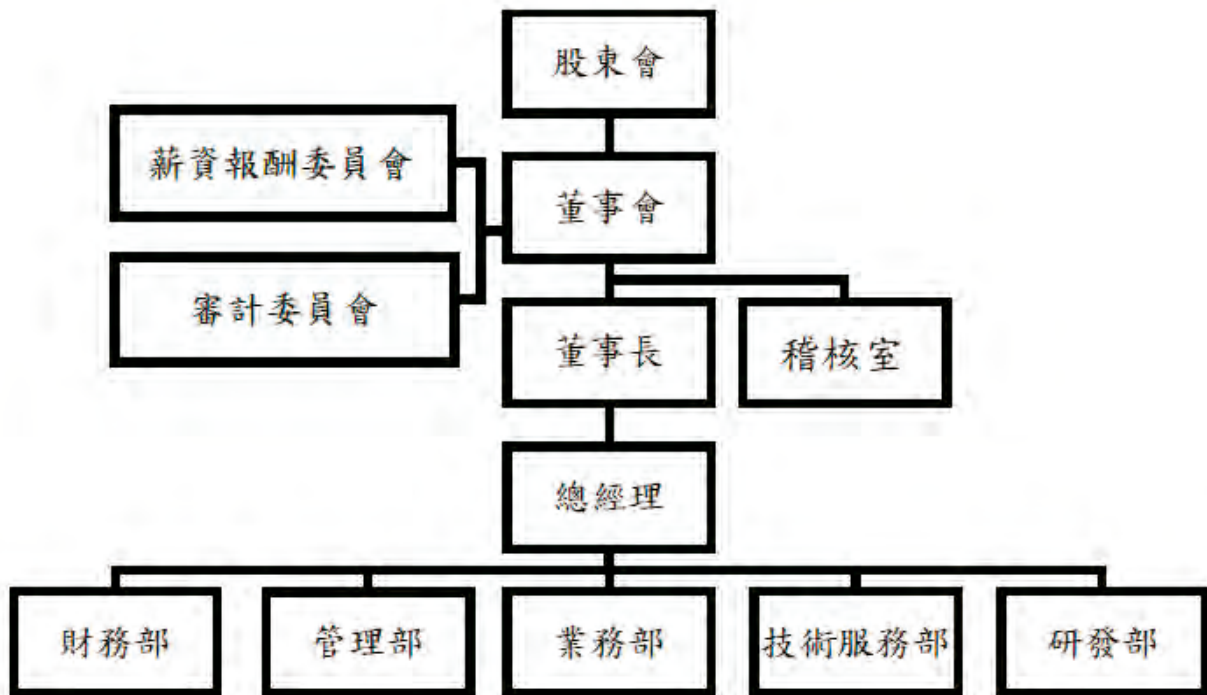 股東會
薪資報酬委員會
董事會
審計委員會
董事長
稽核室
總經理
財務部
管理部
業務部
技術服務部
研發部